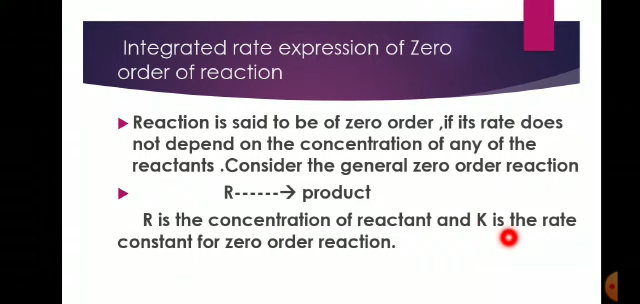 Integrated rate expression of Zero
order of reaction
Reaction is said to be of zero order ,if its rate does
not depend on the concentration of any of the
reactants .Consider the general zero order reaction
R------→ product
R is the concentration of reactant and K is the rate
constant for zero order reaction.